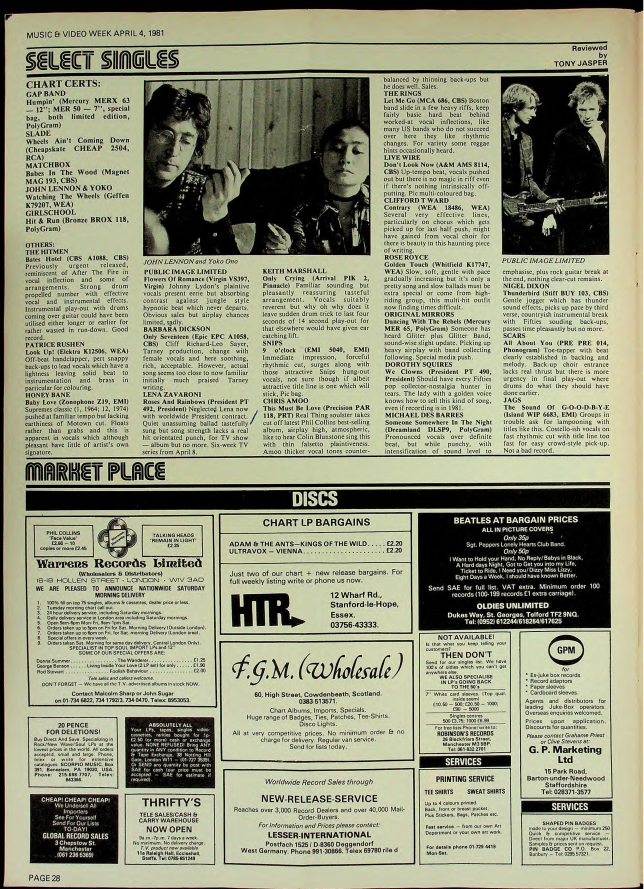 MUSIC & VIDEO WEEK APRIL 4, 1981
SELECT SINGLES
Reviewed
by
TONY JASPER
CHART CERTS:
GAP BAND
Humpin' (Mercury MERX 63
— 12"; MER 50 — 7", special
bag, both limited edition,
PolyGram)
SLADE
Wheels Ain't Coming Down
(Cheapskate CHEAP 2504,
RCA)
MATCHBOX
Babes In The Wood (Magnet
MAG 193, CBS)
JOHN LENNON & YOKO
Watching The Wheels (Geffen
K79207, WEA)
GIRLSCHOOL
Hit & Run (Bronze BROX 118,
PolyGram)
OTHERS:
THE HITMEN
Bates Hotel (CBS A1088, CBS)
Previously urgent released,
reminiscent of After The Fire in
vocal inflection and some of
arrangements. Strong drum
propelled number with effective
vocal and instrumental effects.
Instrumental play-out with drums
coming over guitar could have been
utilised either longer or earlier for
rather wasted in run-down. Good
record.
PATRICE RUSHEN
Look Up! (Elektra K12506, WEA)
Off-beat handclapper, pert snappy
back-ups to lead vocals which have a
lightness leaving solid beat to
instrumentation and brass in
particular for colouring.
HONEY BANE
Baby Love (Zonophone Z19, EMI)
Supremes classic (1, 1964; 12, 1974)
pushed at familiar tempo but lacking
earthiness of Motown cut. Floats
rather than grabs and this is
apparent in vocals which although
pleasant have little of artist's own
signature.
JOHN LENNON and Yoko Ono
PUBLIC IMAGE LIMITED
Flowers Of Romance (Virgin VS397,
Virgin) Johnny Lydon's plaintive
vocals present eerie but absorbing
contrast against jungle style
hypnotic beat which never departs.
Obvious sales but airplay chances
limited, sadly.
BARBARA DICKSON
Only Seventeen (Epic EPC A1058,
CBS) Cliff Richard-Leo Sayer,
Tarney production, change with
female vocals and here soothing,
rich, acceptable. However, actual
song seems too close to now familiar
initially much praised Tarney
writing.
LENA ZAVARONI
Roses And Rainbows (President PT
492, President) Neglected Lena now
with worldwide President contract.
Quiet unassuming ballad tastefully
sung but song strength lacks a real
hit orientated punch, for TV show
— album but no more. Six-week TV
series from April 8.
KEITH MARSHALL
Only Crying (Arrival PIK 2,
Pinnacle) Familiar sounding but
pleasantly reassuring tasteful
arrangement. Vocals suitably
reverent but why oh why does it
leave sudden drum trick to last four
seconds of 14 second play-out for
that elsewhere would have given ear
catching lift.
SNIPS
9 o'clock (EMI 5040, EMI)
Immediate impression, forceful
rhythmic cut, surges along with
those attractive Snips hung-out
vocals, not sure though if albeit
attractive title line is one which will
stick, Pic bag.
CHRIS AMOO
This Must Be Love (Precision PAR
118, PRT) Real Thing soulster takes
cut off latest Phil Collins best-selling
album, airplay high, atmospheric,
like to hear Colin Blunstone sing this
with thin falsetto plaintiveness.
Amoo thicker vocal tones counter-
balanced by thinning back-ups but
he does well. Sales.
THE RINGS
Let Me Go (MCA 686, CBS) Boston
band slide in a few heavy riffs, keep
fairly basic hard beat behind
worked-at vocal inflections, like
many US bands who do not succeed
over here they like rhythmic
changes. For variety some reggae
hints occasionally heard.
LIVE WIRE
Don't Look Now (A&M AMS 8114,
CBS) Up-tempo beat, vocals pushed
out but there is no magic in riff even
if there's nothing intrinsically off-
putting. Pic multi-coloured bag.
CLIFFORD T WARD
Contrary (WEA 18486, WEA)
Several very effective lines,
particularly on chorus which gets
picked up for last half push, might
have gained from vocal choir for
there is beauty in this haunting piece
of writing.
ROSE ROYCE
Golden Touch (Whitfield K17747,
WEA) Slow, soft, gentle with pace
gradually increasing but it's only a
pretty song and slow ballads must be
extra special or come from high-
riding group, this multi-hit outfit
now finding times difficult.
ORIGINAL MIRRORS
Dancing With The Rebels (Mercury
MER 65, PolyGram) Someone has
heard Glitter plus Glitter Band,
sound-wise slight updating. Picking up
heavy airplay with band collecting
following. Special media push.
DOROTHY SQUIRES
We Clowns (President PT 490,
President) Should have every Fifties
pop collector-nostalgia hunter in
tears. The lady with a golden voice
knows how to sell this kind of song,
even if recording is in 1981.
MICHAEL DES BARRES
Someone Somewhere In The Night
(Dreamland DLSP9, PolyGram)
Pronounced vocals over definite
beat, but while punchy, with
intensification of sound level to
PUBLIC IMAGE LIMITED
emphasise, plus rock guitar break at
the end, nothing clear-cut remains.
NIGEL DIXON
Thunderbird (Stiff BUY 103, CBS)
Gentle jogger which has thunder
sound effects, picks up pace by third
verse, countryish instrumental break
with Fifties souding back-ups,
passes time pleasantly but no more.
SCARS
All About You (PRE PRE 014,
Phonogram) Toe-tapper with beat
cleanly established in backing and
melody. Back-up choir entrance
lacks real thrust but there is more
urgency in final play-out where
drums do what they should have
done earlier.
JAGS
The Sound Of G-O-O-D-B-Y-E
(Island WIP 6683, EMI) Groups in
trouble ask for lampooning with
titles like this. Costello-ish vocals on
fast rhythmic cut with title line too
fast for easy crowd-style pick-up.
Not a bad record.
MARKET PLACE
DISCS
PHIL COLLINS
'Face Value'
£2.60 — 10
copies or more £2.45
TALKING HEADS
'REMAIN IN LIGHT'
£2.35
Warrens Records Limited
(Wholesalers & Distributors)
16-18 HOLLEN STREET - LONDON - W1V 3AD
WE ARE PLEASED TO ANNOUNCE NATIONWIDE SATURDAY
MORNING DELIVERY
1. 100% fill on top 75 singles, albums & cassettes, dealer price or less.
2. Tuesday morning chart call out.
3. 24 hour delivery service, including Saturday mornings.
4. Daily delivery service in London area including Saturday mornings.
5. Open 9am-6pm Mon-Fri, 9am-1pm Sat.
6. Orders taken up to 6pm on Fri for Sat. Morning Delivery (Outside London).
7. Orders taken up to 6pm on Fri. for Sat. morning Delivery (London area).
8. Special offers in every week.
9. Orders taken Sat. Morning for same day delivery, Central London Only).
SPECIALIST IN TOP SOUL, IMPORT LPs and 12"
SOME OF OUR SPECIAL OFFERS ARE:
Donna Summer ... The Wanderer ... £1.25
George Benson ... Living Inside Your Love (2 LP set) for only ... £1.90
Rod Stewart ... Foolish Behaviour ... £2.00
Tele sales and callers welcome.
DON'T FORGET — We have all the T.V. advertised albums in stock NOW.
Contact Malcolm Sharp or John Sugar
on 01-734 6822, 734 1792/3, 734 0470, Telex: 8953053.
20 PENCE
FOR DELETIONS!
Buy Direct And Save. Specialising in
Rock/New Wave/Soul LPs at the
lowest prices in the world. All orders
accepted, small and large. Phone,
telex or write for extensive
catalogues. SCORPIO MUSIC, Box
391, Bensalem, PA 19020, USA.
Phone: 215-698-7707, Telex:
843366.
ABSOLUTELY ALL
Your LPs, tapes, singles, video-
cassettes, rarities bought for up to
£2.50 for each cash or exchange
value. NONE REFUSED! Bring ANY
quantity in ANY condition to Record
& Tape Exchange, 38 Notting Hill
Gate, London W11 — (01-727 3539).
Or SEND any quantity by post with
SAE for cash (our price must be
accepted — SAE for estimate if
required).
CHEAP! CHEAP! CHEAP!
We Undersell All
Importers
See For Yourself
Send For Our Lists
TO-DAY!
GLOBAL RECORD SALES
3 Chepstow St.
Manchester
(061 236 5369)
THRIFTY'S
TELE SALES/CASH &
CARRY WAREHOUSE
NOW OPEN
9a.m.-7p.m. 7 days a week.
No minimum. No delivery charge.
T.V. product now available
11a Raleigh Hall, Eccleshall,
Staffs. Tel: 0785-851249
CHART LP BARGAINS
ADAM & THE ANTS—KINGS OF THE WILD ..... £2.20
ULTRAVOX – VIENNA ........................ £2.20
Just two of our chart + new release bargains. For
full weekly listing write or phone us now.
HTR
12 Wharf Rd.,
Stanford-le-Hope,
Essex.
03756-43333.
F.G.M. (Wholesale)
60, High Street, Cowdenbeath, Scotland.
0383 513571.
Chart Albums, Imports, Specials.
Huge range of Badges, Ties, Patches, Tee-Shirts.
Disco Lights.
All at very competitive prices. No minimum order & no
charge for delivery. Regular van service.
Send for lists today.
Worldwide Record Sales through
NEW-RELEASE-SERVICE
Reaches over 3,000 Record Dealers and over 40,000 Mail-
Order-Buyers.
For Information and Prices please contact:
LESSER-INTERNATIONAL
Postfach 1525 / D-8360 Deggendorf
West Germany. Phone 991-30866. Telex 69780 rile d
BEATLES AT BARGAIN PRICES
ALL IN PICTURE COVERS
Only 35p
Sgt. Peppers Lonely Hearts Club Band.
Only 50p
I Want to Hold your Hand, No Reply/Babys in Black,
A Hard days Night, Got to Get you into my Life,
Ticket to Ride, I Need you/Dizzy Miss Lizzy,
Eight Days a Week, I should have known Better.
Send SAE for full list. VAT extra. Minimum order 100
records (100-199 records £1 extra carriage).
OLDIES UNLIMITED
Dukes Way, St. Georges, Telford TF2 9NQ.
Tel: (0952) 612244/618264/617625
NOT AVAILABLE!
Is that what you keep telling your
customers?
THEN DON'T
Send for our singles list. We have
100's of oldies which you can't get
anywhere else.
WE ALSO SPECIALISE
IN LP'S GOING BACK
TO THE 50's
7" White card sleeves (Top qual.
inside seam)
£10.50 — 500; £20.50 — 1000;
£90 — 5000
Singles centres
500 £3.75; 1000 £6.99
For free lists Phone/write to:
ROBINSON'S RECORDS
26 Blackfriars Street,
Manchester M3 5BP
Tel 061-832 2701
SERVICES
PRINTING SERVICE
TEE SHIRTS SWEAT SHIRTS
Up to 4 colours printed
Back, front or breast pocket.
Plus Stickers, Bags, Patches etc.
Fast service — from our own Art
Department or your own art work.
For details phone 01-729 4419
Mon-Sat.
GPM
for
* Ex-juke box records
* Record adaptors
* Paper sleeves
* Cardboard sleeves.
Agents and distributors for
leading Juke-Box operators.
Overseas enquiries welcomed.
Prices upon application.
Discounts for quantities.
Please contact Grahame Priest
or Clive Stevens at
G. P. Marketing
Ltd
15 Park Road,
Barton-under-Needwood
Staffordshire
Tel: 028371-3577
SERVICES
SHAPED PIN BADGES
made to your design — minimum 250
Quick & competitive service —
Direct from major UK manufacturers.
Samples & prices sent on request.
PIN BADGE CO P.O. Box 22,
Banbury — Tel: 0295 57321.
PAGE 28